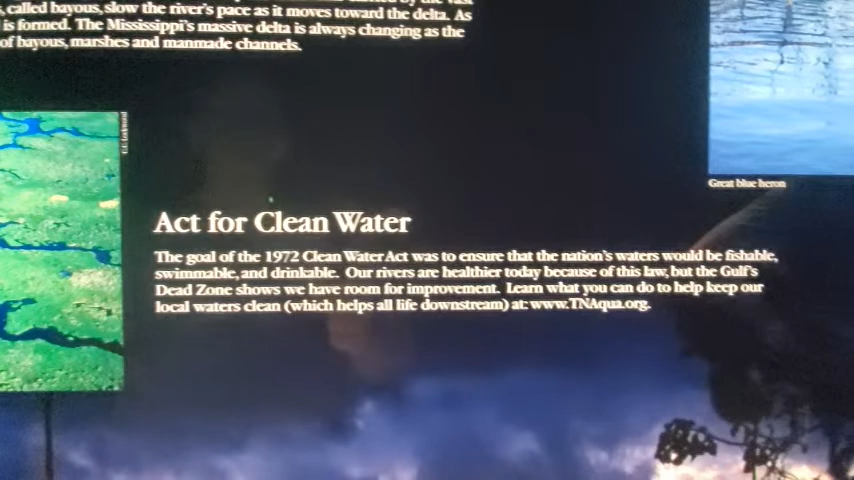 called bayous, slow the river's pace as it moves toward the delta. As
is formed. The Mississippi's massive delta is always changing as the
of bayous, marshes and manmade channels.
Great blue heron
Act for Clean Water
The goal of the 1972 Clean Water Act was to ensure that the nation's waters would be fishable,
swimmable, and drinkable. Our rivers are healthier today because of this law, but the Gulf's
Dead Zone shows we have room for improvement. Learn what you can do to help keep our
local waters clean (which helps all life downstream) at: www.TNAqua.org.